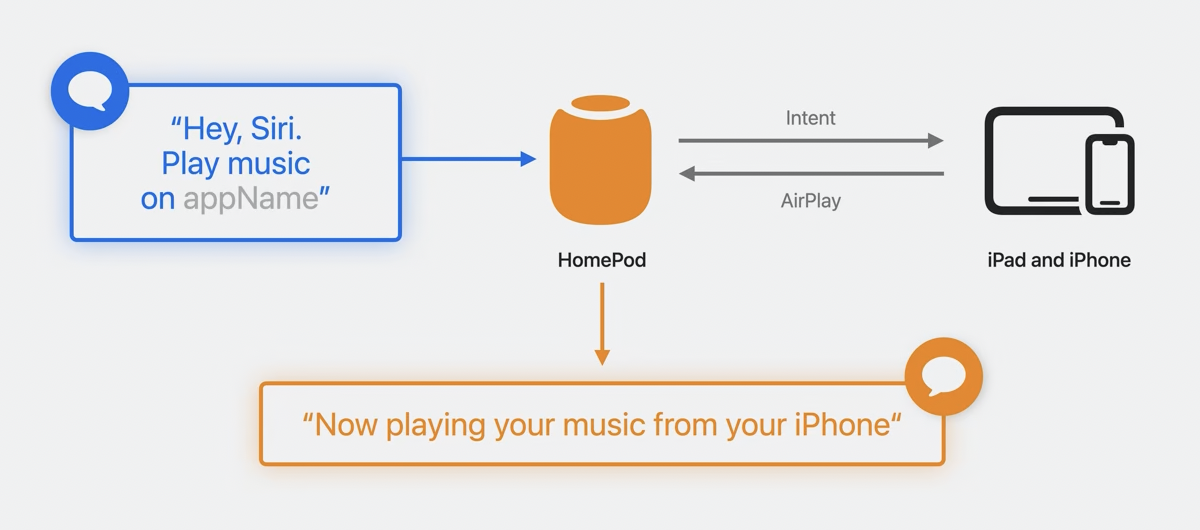 “Hey, Siri.
Play music
on appName”
Intent
AirPlay
HomePod
iPad and iPhone
“Now playing your music from your iPhone“